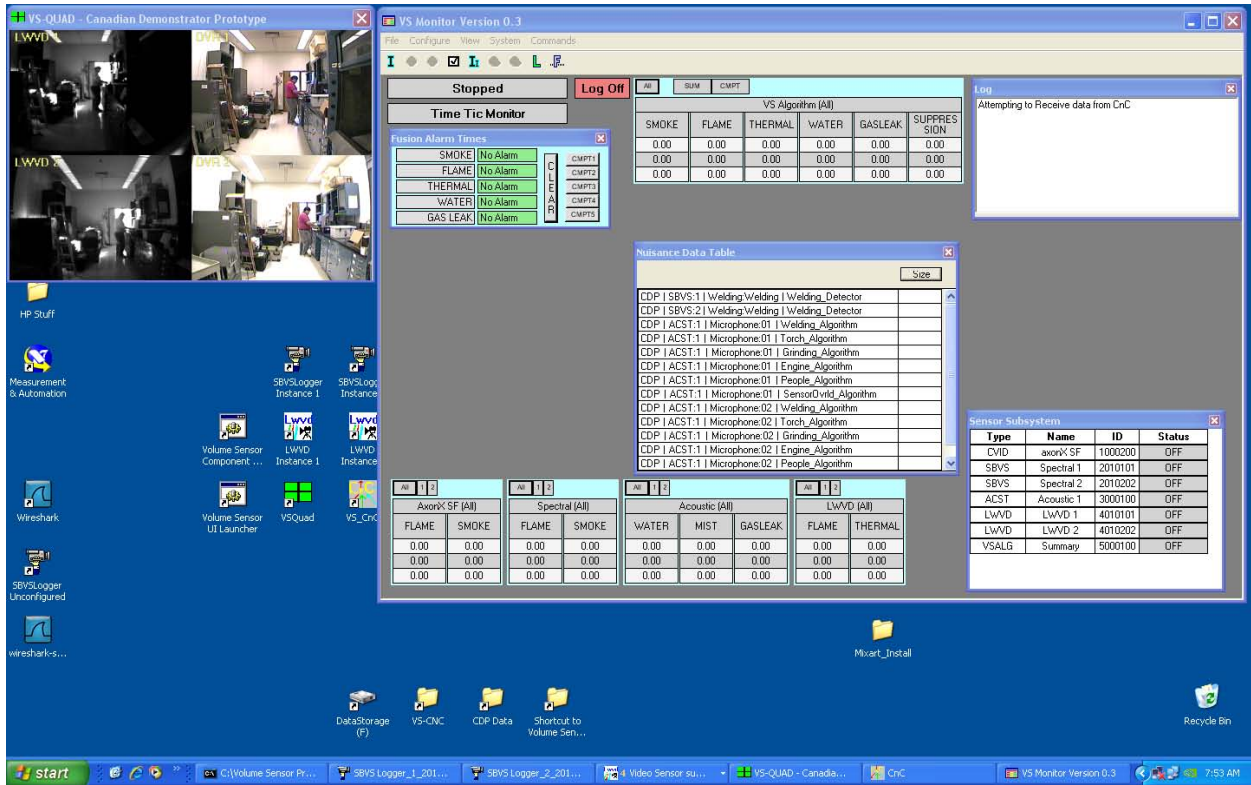 VS-QUAD - Canadian Demonstrator Prototype
LWVD 1
DVR 1
LWVD 2
DVR 2
VS Monitor Version 0.3
File Configure View System Commands
Stopped
Log Off
Time Tic Monitor
Fusion Alarm Times
SMOKE No Alarm
FLAME No Alarm
THERMAL No Alarm
WATER No Alarm
GAS LEAK No Alarm
CLEAR
CMPT1
CMPT2
CMPT3
CMPT4
CMPT5
All SUM CMPT
VS Algorithm (All)
SMOKE FLAME THERMAL WATER GASLEAK SUPPRESSION
0.00 0.00 0.00 0.00 0.00 0.00
0.00 0.00 0.00 0.00 0.00 0.00
0.00 0.00 0.00 0.00 0.00 0.00
Log
Attempting to Receive data from CnC
Nuisance Data Table
Size
CDP | SBVS:1 | Welding:Welding | Welding_Detector
CDP | SBVS:2 | Welding:Welding | Welding_Detector
CDP | ACST:1 | Microphone:01 | Welding_Algorithm
CDP | ACST:1 | Microphone:01 | Torch_Algorithm
CDP | ACST:1 | Microphone:01 | Grinding_Algorithm
CDP | ACST:1 | Microphone:01 | Engine_Algorithm
CDP | ACST:1 | Microphone:01 | People_Algorithm
CDP | ACST:1 | Microphone:01 | SensorOvrld_Algorithm
CDP | ACST:1 | Microphone:02 | Welding_Algorithm
CDP | ACST:1 | Microphone:02 | Torch_Algorithm
CDP | ACST:1 | Microphone:02 | Grinding_Algorithm
CDP | ACST:1 | Microphone:02 | Engine_Algorithm
CDP | ACST:1 | Microphone:02 | People_Algorithm
Sensor Subsystem
Type Name ID Status
CVID axonX SF 1000200 OFF
SBVS Spectral 1 2010101 OFF
SBVS Spectral 2 2010202 OFF
ACST Acoustic 1 3000100 OFF
LWVD LWVD 1 4010101 OFF
LWVD LWVD 2 4010202 OFF
VSALG Summary 5000100 OFF
All 1 2
AxonX SF (All)
FLAME SMOKE
0.00 0.00
0.00 0.00
0.00 0.00
All 1 2
Spectral (All)
FLAME SMOKE
0.00 0.00
0.00 0.00
0.00 0.00
All 1 2
Acoustic (All)
WATER MIST GASLEAK
0.00 0.00 0.00
0.00 0.00 0.00
0.00 0.00 0.00
All 1 2
LWVD (All)
FLAME THERMAL
0.00 0.00
0.00 0.00
0.00 0.00
HP Stuff
Measurement
& Automation
SBVSLogger
Instance 1
SBVSLogg
Instance
Volume Sensor
Component ...
LWVD
Instance 1
LWVD
Instance
Wireshark
Volume Sensor
UI Launcher
VSQuad
VS_CnC
SBVSLogger
Unconfigured
wireshark-s...
Mixart_Install
DataStorage
(F)
VS-CNC
CDP Data
Shortcut to
Volume Sen...
Recycle Bin
start
C:\Volume Sensor Pr...
SBVS Logger_1_201...
SBVS Logger_2_201...
4 Video Sensor su...
VS-QUAD - Canadia...
CnC
VS Monitor Version 0.3
7:53 AM